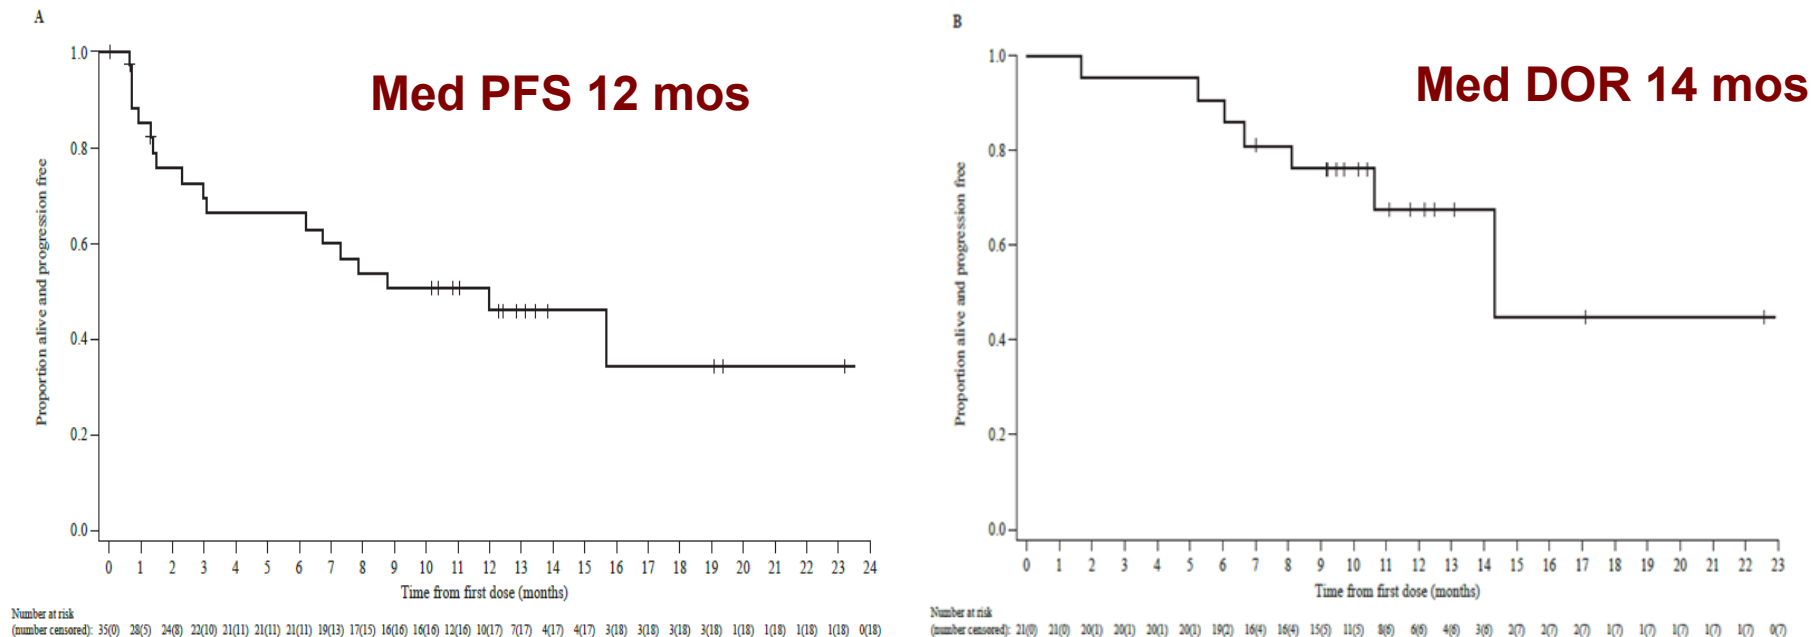 A
Med PFS 12 mos
Proportion alive and progression free
1.0
0.8
0.6
0.4
0.2
0.0
0 1 2 3 4 5 6 7 8 9 10 11 12 13 14 15 16 17 18 19 20 21 22 23 24
Time from first dose (months)
Number at risk
(number censored): 35(0) 28(5) 24(8) 22(10) 21(11) 21(11) 21(11) 19(13) 17(15) 16(16) 16(16) 12(16) 10(17) 7(17) 4(17) 4(17) 3(18) 3(18) 3(18) 3(18) 1(18) 1(18) 1(18) 1(18) 0(18)
B
Med DOR 14 mos
Proportion alive and progression free
1.0
0.8
0.6
0.4
0.2
0.0
0 1 2 3 4 5 6 7 8 9 10 11 12 13 14 15 16 17 18 19 20 21 22 23
Time from first dose (months)
Number at risk
(number censored): 21(0) 21(0) 20(1) 20(1) 20(1) 20(1) 19(2) 16(4) 16(4) 15(5) 11(5) 8(6) 6(6) 4(6) 3(6) 2(7) 2(7) 2(7) 1(7) 1(7) 1(7) 1(7) 1(7) 0(7)